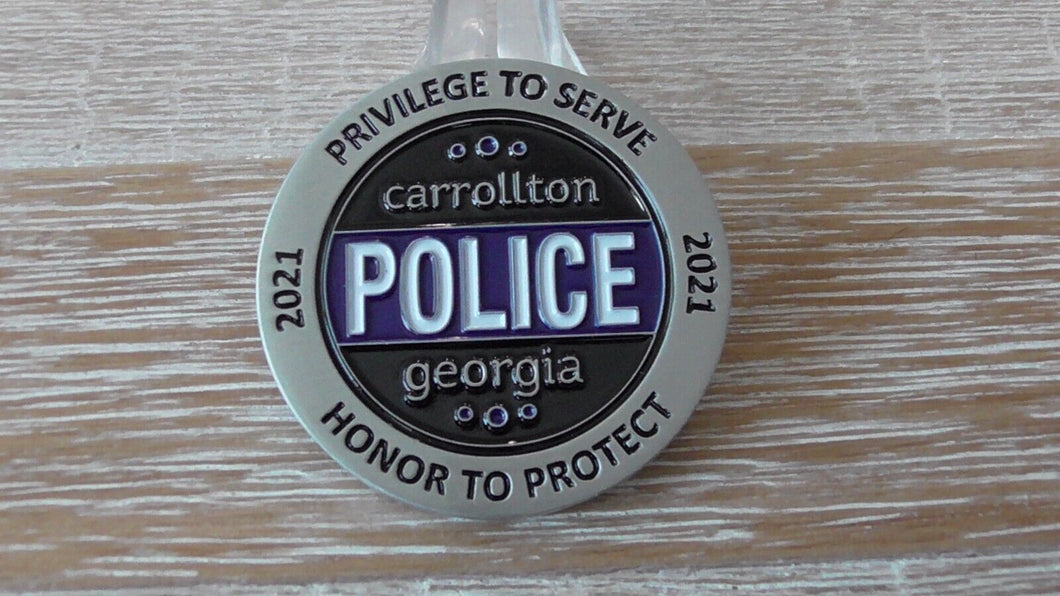 PRIVILEGE TO SERVE
carrollton
2021
POLICE
2021
georgia
HONOR TO PROTECT